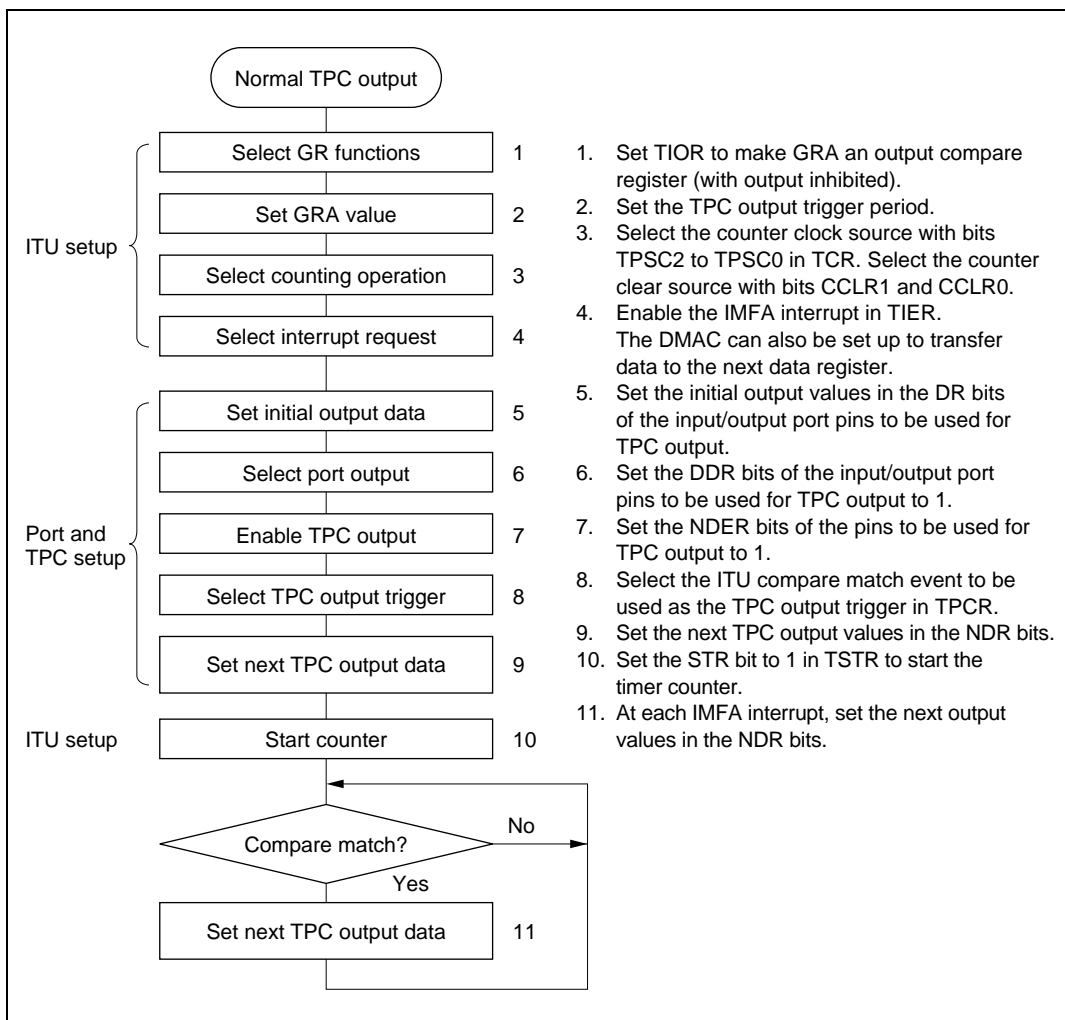 Normal TPC output
Select GR functions 1
Set GRA value 2
ITU setup
Select counting operation 3
Select interrupt request 4
Set initial output data 5
Select port output 6
Port and
TPC setup
Enable TPC output 7
Select TPC output trigger 8
Set next TPC output data 9
ITU setup
Start counter 10
Compare match?
No
Yes
Set next TPC output data 11
1. Set TIOR to make GRA an output compare
register (with output inhibited).
2. Set the TPC output trigger period.
3. Select the counter clock source with bits
TPSC2 to TPSC0 in TCR. Select the counter
clear source with bits CCLR1 and CCLR0.
4. Enable the IMFA interrupt in TIER.
The DMAC can also be set up to transfer
data to the next data register.
5. Set the initial output values in the DR bits
of the input/output port pins to be used for
TPC output.
6. Set the DDR bits of the input/output port
pins to be used for TPC output to 1.
7. Set the NDER bits of the pins to be used for
TPC output to 1.
8. Select the ITU compare match event to be
used as the TPC output trigger in TPCR.
9. Set the next TPC output values in the NDR bits.
10. Set the STR bit to 1 in TSTR to start the
timer counter.
11. At each IMFA interrupt, set the next output
values in the NDR bits.